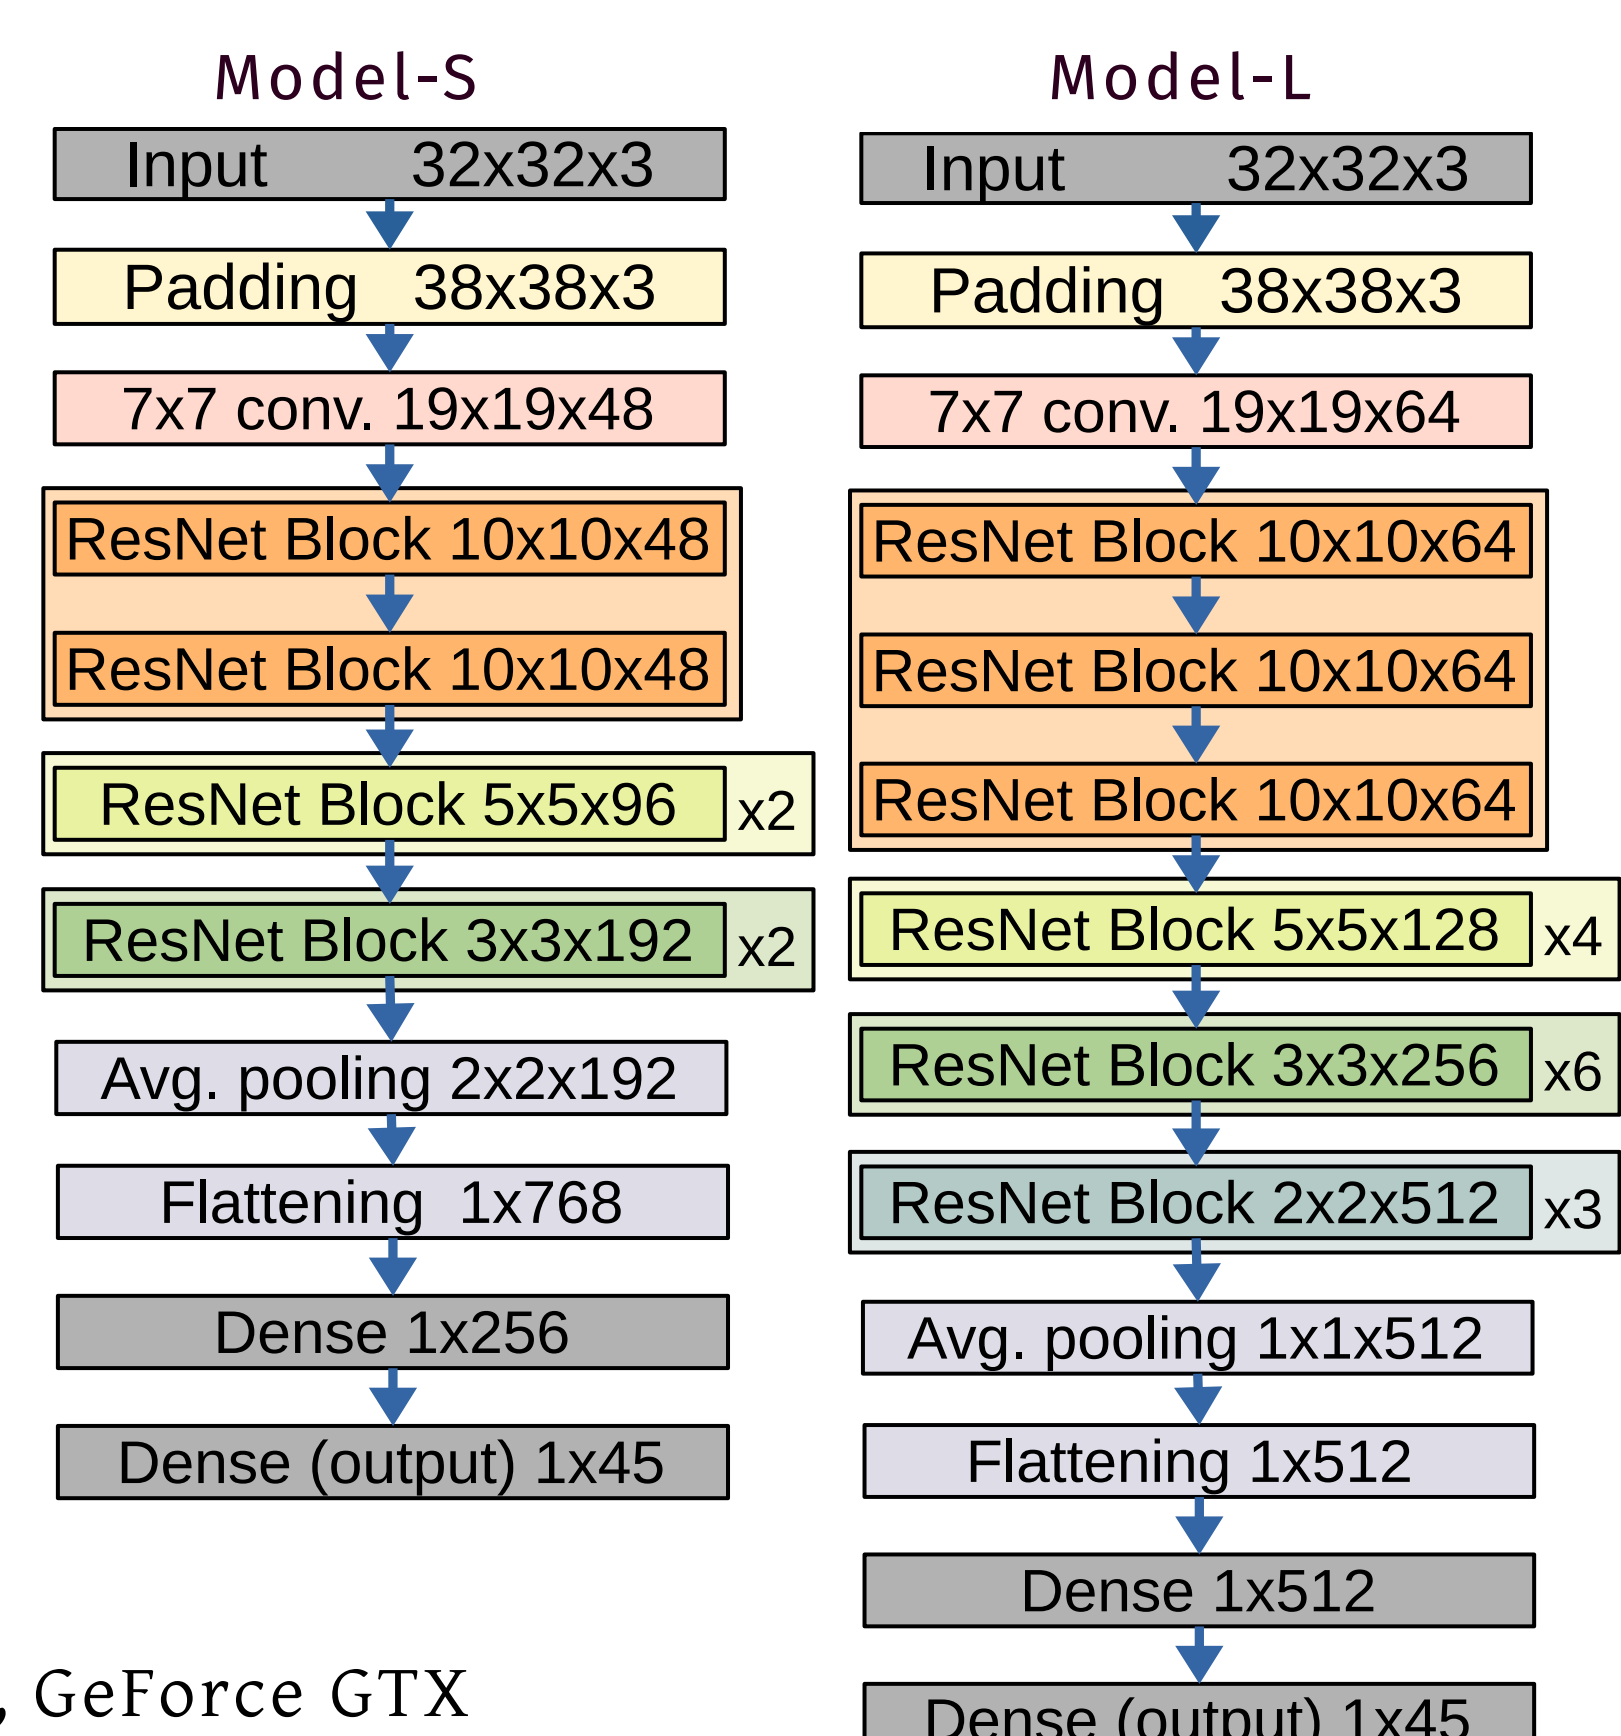 Model-S
Input 32x32x3
Padding 38x38x3
7x7 conv. 19x19x48
ResNet Block 10x10x48
ResNet Block 10x10x48
ResNet Block 5x5x96 x2
ResNet Block 3x3x192 x2
Avg. pooling 2x2x192
Flattening 1x768
Dense 1x256
Dense (output) 1x45
Model-L
Input 32x32x3
Padding 38x38x3
7x7 conv. 19x19x64
ResNet Block 10x10x64
ResNet Block 10x10x64
ResNet Block 10x10x64
ResNet Block 5x5x128 x4
ResNet Block 3x3x256 x6
ResNet Block 2x2x512 x3
Avg. pooling 1x1x512
Flattening 1x512
Dense 1x512
Dense (output) 1x45
, GeForce GTX